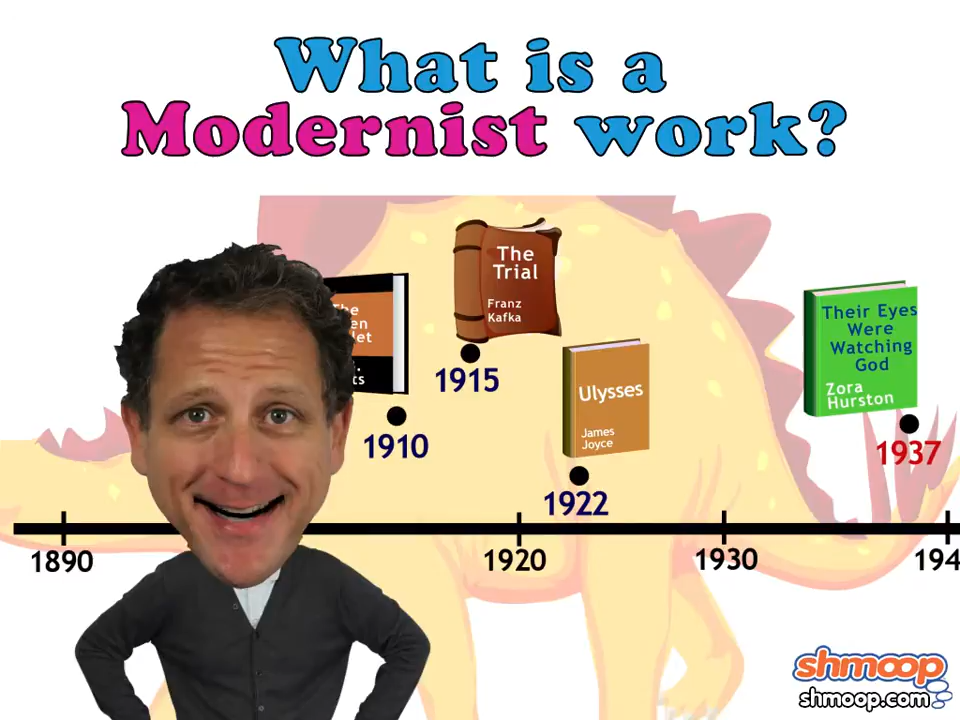 What is a
Modernist work?
The
Trial
Franz
Kafka
1915
1910
Ulysses
James
Joyce
1922
Their Eyes
Were
Watching
God
Zora
Hurston
1937
1890
1920
1930
shmoop
shmoop.com